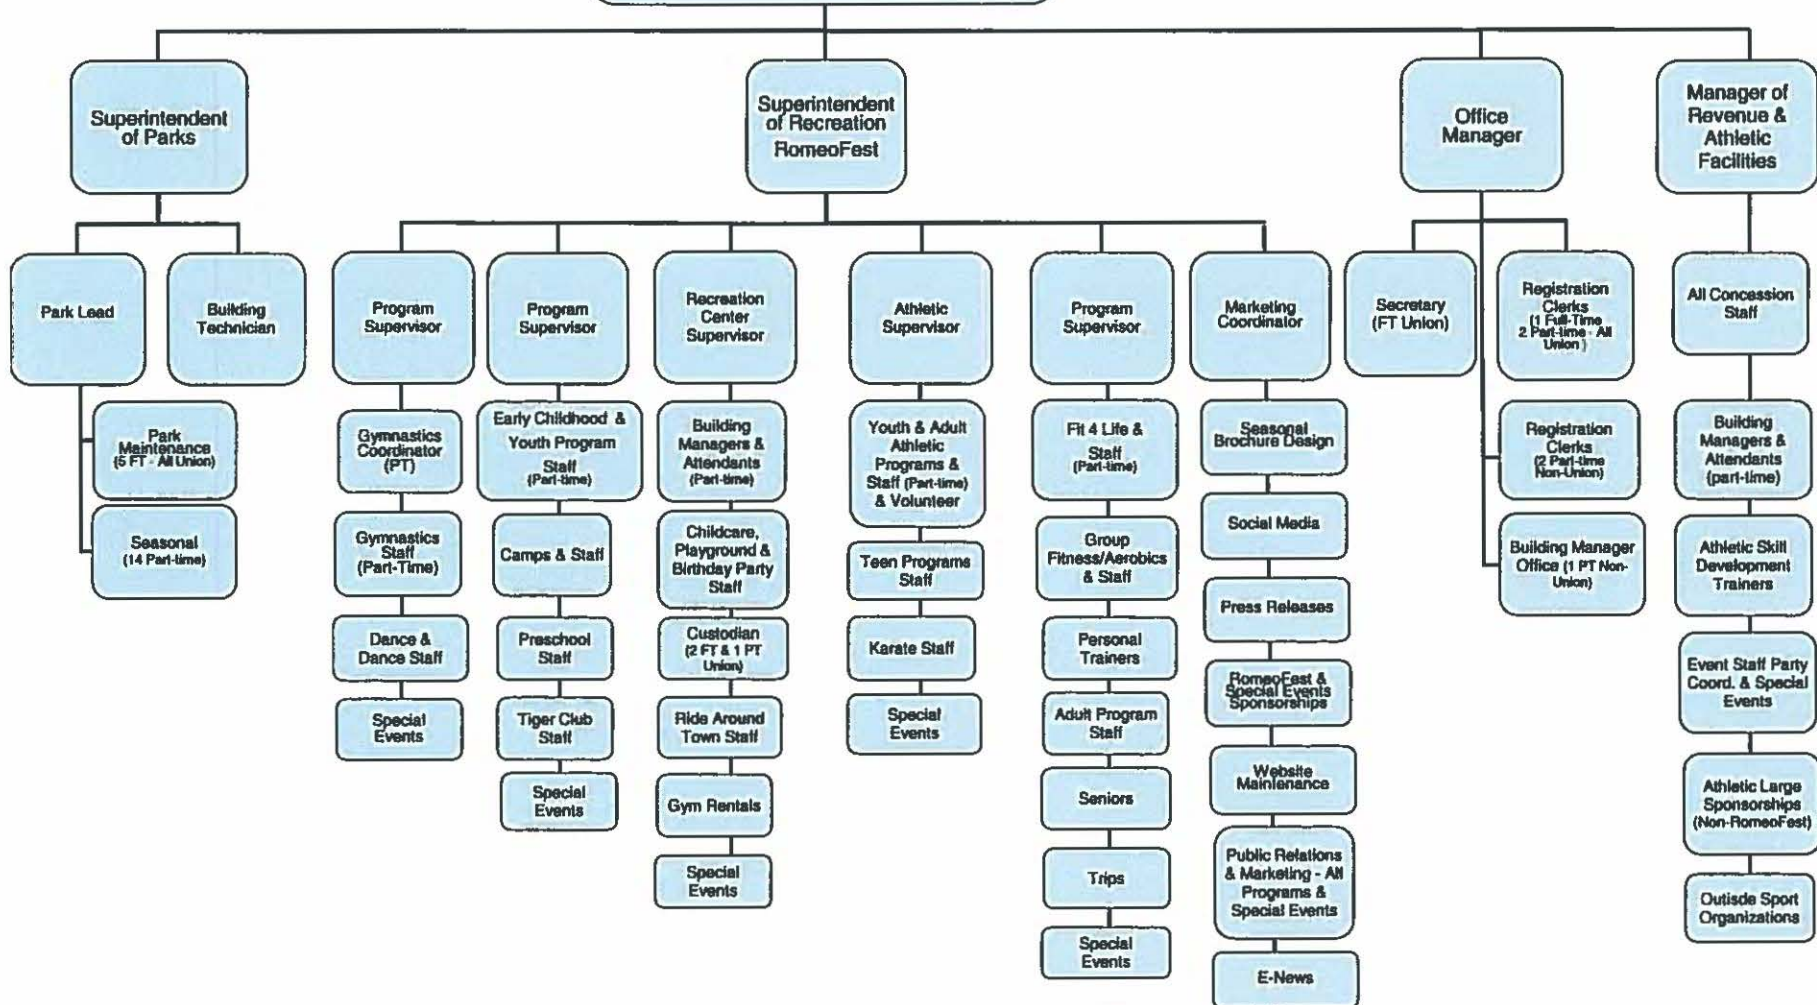 Superintendent
of Parks
Superintendent
of Recreation
RomeoFest
Office
Manager
Manager of
Revenue &
Athletic
Facilities
Park Lead
Building
Technician
Program
Supervisor
Program
Supervisor
Recreation
Center
Supervisor
Athletic
Supervisor
Program
Supervisor
Marketing
Coordinator
Secretary
(FT Union)
Registration
Clerks
(1 Full-Time
2 Part-time - All
Union )
All Concession
Staff
Park
Maintenance
(5 FT - All Union)
Seasonal
(14 Part-time)
Gymnastics
Coordinator
(PT)
Gymnastics
Staff
(Part-Time)
Dance &
Dance Staff
Special
Events
Early Childhood &
Youth Program
Staff
(Part-time)
Camps & Staff
Preschool
Staff
Tiger Club
Staff
Special
Events
Building
Managers &
Attendants
(Part-time)
Childcare,
Playground &
Birthday Party
Staff
Custodian
(2 FT & 1 PT
Union)
Ride Around
Town Staff
Gym Rentals
Special
Events
Youth & Adult
Athletic
Programs &
Staff (Part-time)
& Volunteer
Teen Programs
Staff
Karate Staff
Special
Events
Fit 4 Life &
Staff
(Part-time)
Group
Fitness/Aerobics
& Staff
Personal
Trainers
Adult Program
Staff
Seniors
Trips
Special
Events
Seasonal
Brochure Design
Social Media
Press Releases
RomeoFest &
Special Events
Sponsorships
Website
Maintenance
Public Relations
& Marketing - All
Programs &
Special Events
E-News
Registration
Clerks
(2 Part-time
Non-Union)
Building Manager
Office (1 PT Non-
Union)
Building
Managers &
Attendants
(part-time)
Athletic Skill
Development
Trainers
Event Staff Party
Coord. & Special
Events
Athletic Large
Sponsorships
(Non-RomeoFest)
Outisde Sport
Organizations